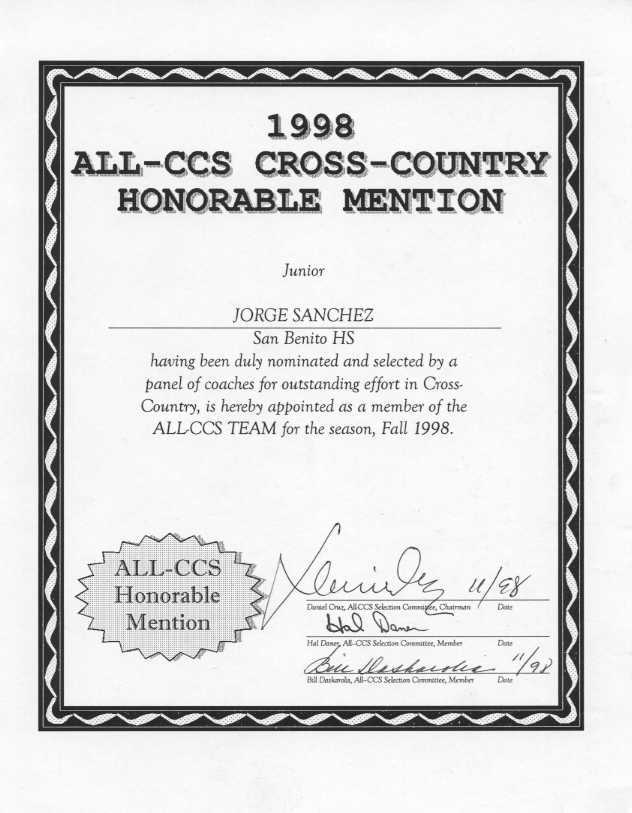 1998
ALL-CCS CROSS-COUNTRY
HONORABLE MENTION
Junior
JORGE SANCHEZ
San Benito HS
having been duly nominated and selected by a
panel of coaches for outstanding effort in Cross-
Country, is hereby appointed as a member of the
ALL-CCS TEAM for the season, Fall 1998.
ALL-CCS
Honorable
Mention
11/98
Daniel Cruz, All-CCS Selection Committee, Chairman Date
Hal Daner
Hal Daner, All-CCS Selection Committee, Member Date
Bill Daskarolis 11/98
Bill Daskarolis, All-CCS Selection Committee, Member Date